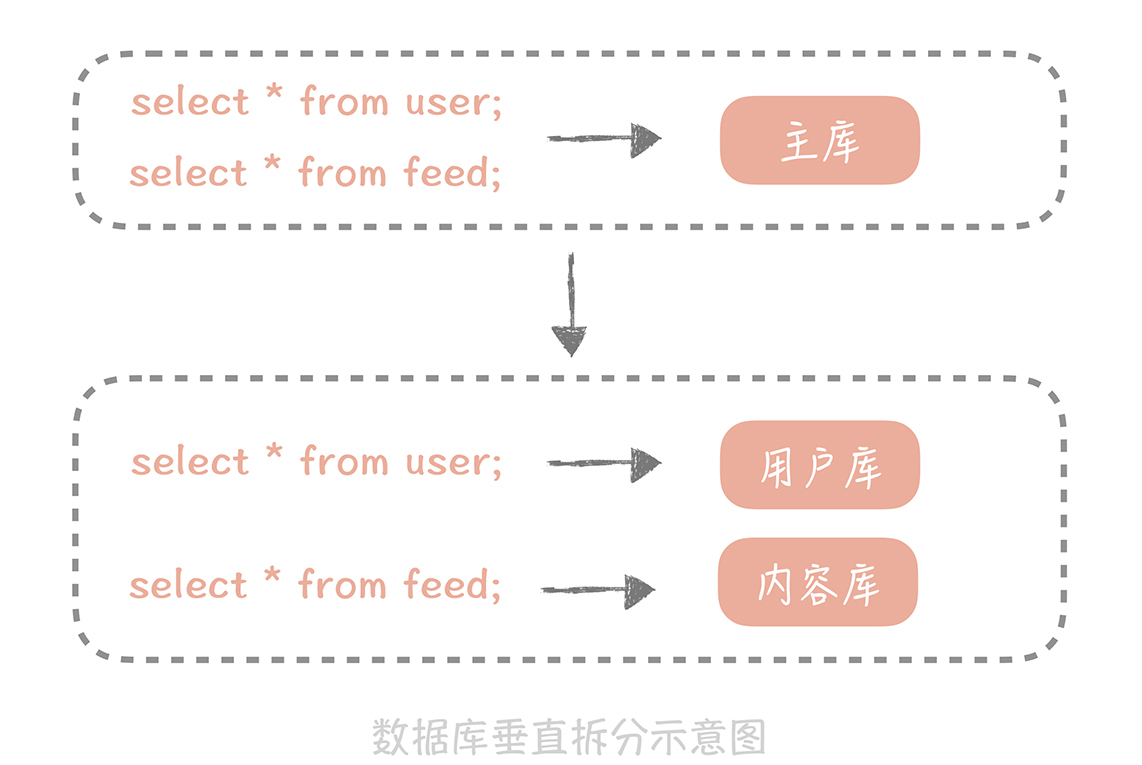 select * from user;
select * from feed;
主库
select * from user;
用户库
select * from feed;
内容库
数据库垂直拆分示意图